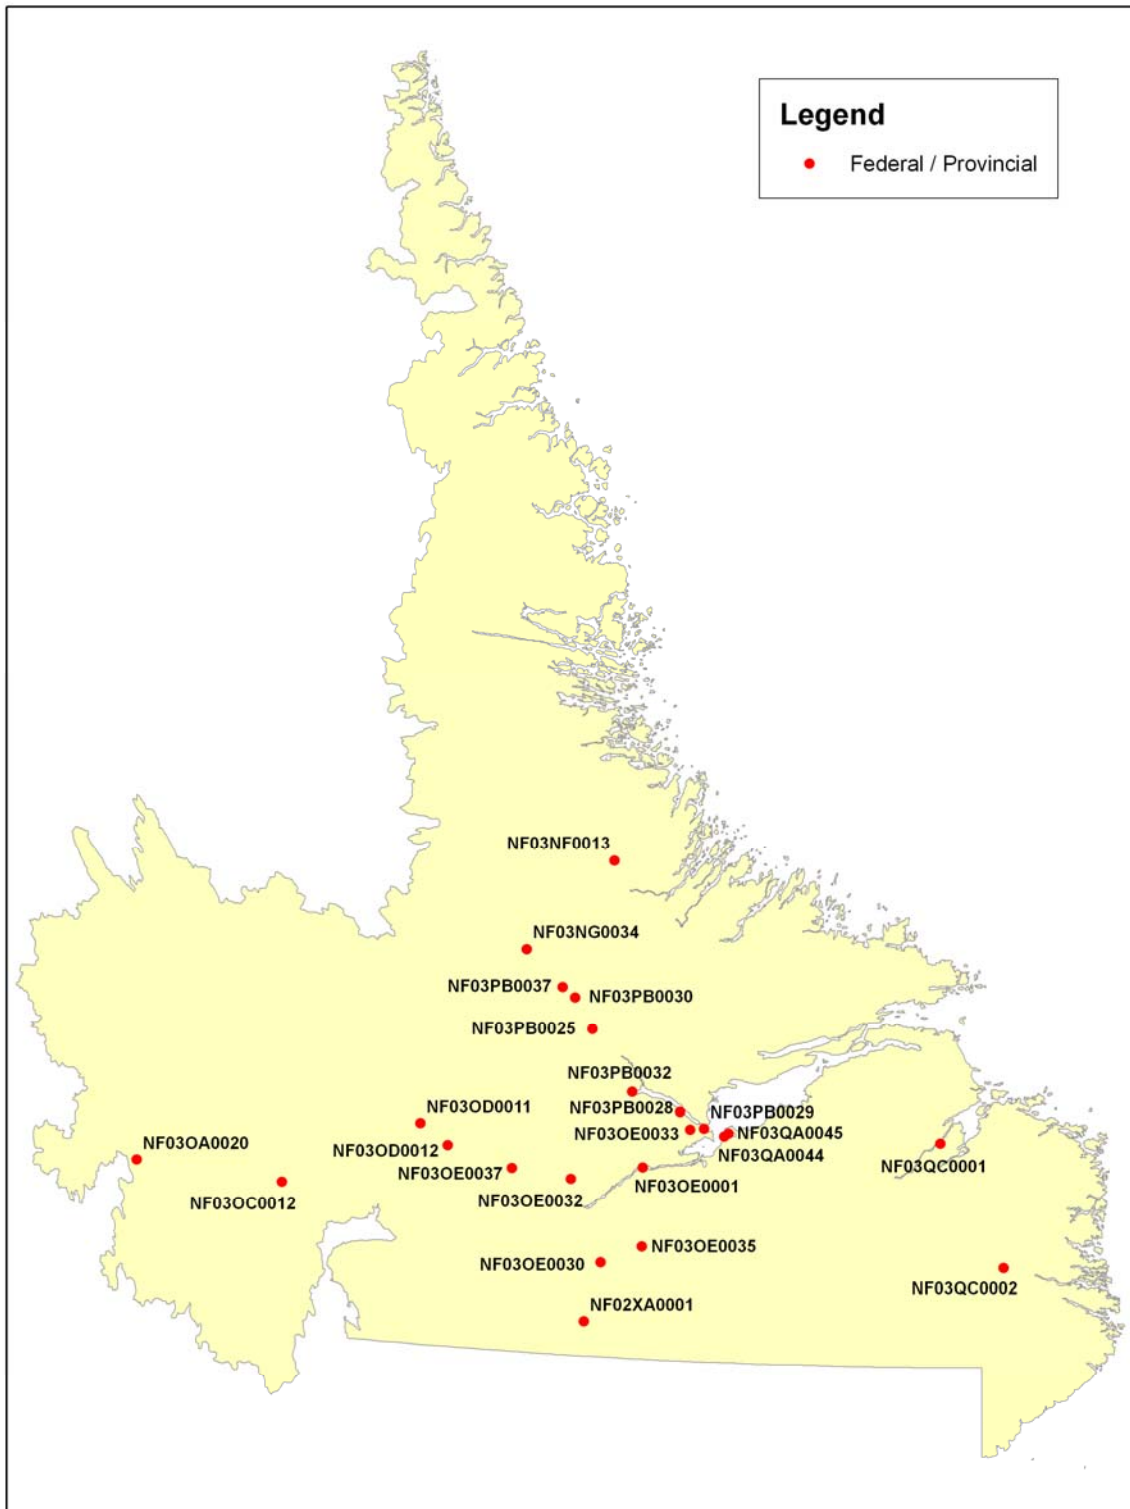 Legend
Federal / Provincial
NF03NF0013
NF03NG0034
NF03PB0037
NF03PB0030
NF03PB0025
NF03PB0032
NF03PB0028
NF03PB0029
NF03OD0011
NF03OE0033
NF03QA0045
NF03OD0012
NF03QA0044
NF03OA0020
NF03QC0001
NF03OE0037
NF03OE0001
NF03OE0032
NF03OC0012
NF03OE0035
NF03OE0030
NF03QC0002
NF02XA0001